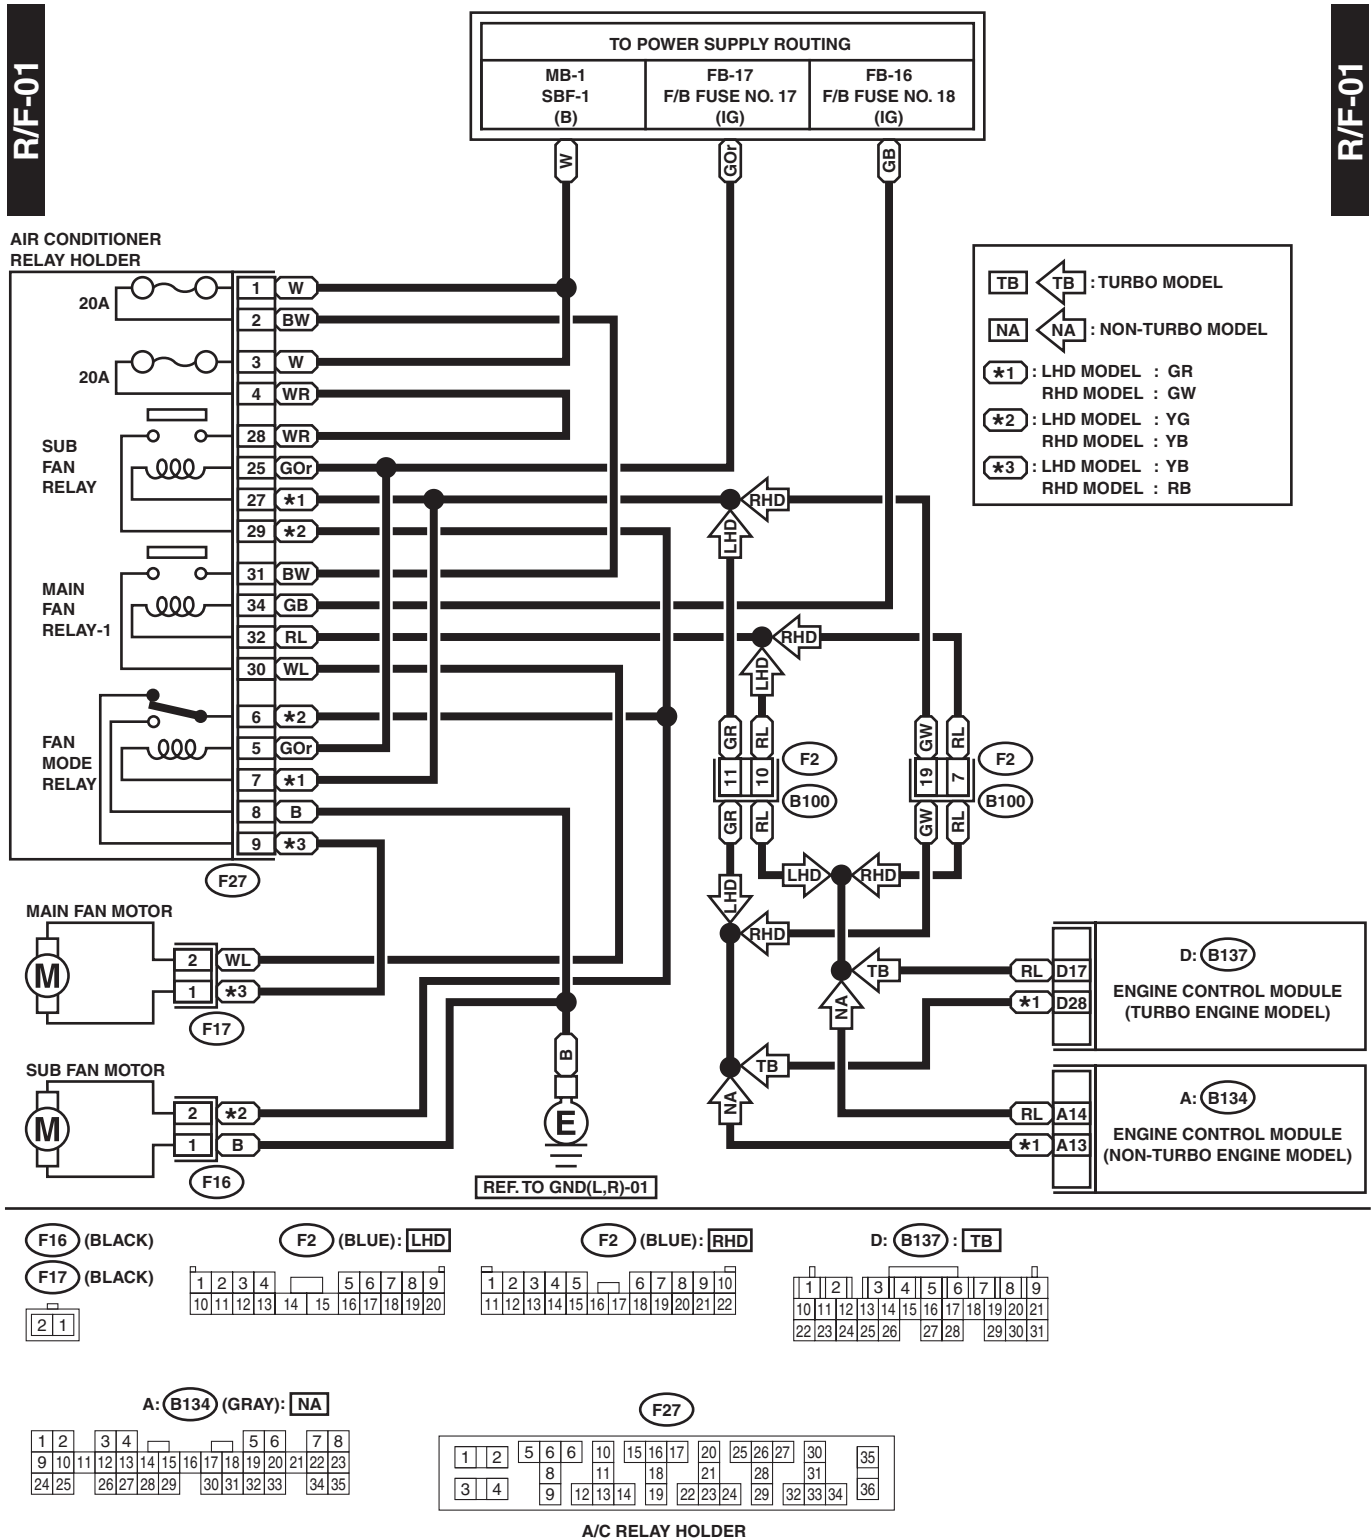 R/F-01
R/F-01
TO POWER SUPPLY ROUTING
MB-1
SBF-1
(B)
FB-17
F/B FUSE NO. 17
(IG)
FB-16
F/B FUSE NO. 18
(IG)
W
GOr
GB
AIR CONDITIONER
RELAY HOLDER
20A
1 W
2 BW
20A
3 W
4 WR
SUB
FAN
RELAY
28 WR
25 GOr
27 *1
29 *2
MAIN
FAN
RELAY-1
31 BW
34 GB
32 RL
30 WL
FAN
MODE
RELAY
6 *2
5 GOr
7 *1
8 B
9 *3
F27
TB TB : TURBO MODEL
NA NA : NON-TURBO MODEL
*1 : LHD MODEL : GR
RHD MODEL : GW
*2 : LHD MODEL : YG
RHD MODEL : YB
*3 : LHD MODEL : YB
RHD MODEL : RB
RHD
LHD
RHD
LHD
GR RL
11 10
GR RL
F2
B100
GW RL
19 7
GW RL
F2
B100
LHD RHD
LHD
RHD
TB
NA
TB
NA
MAIN FAN MOTOR
M
2 WL
1 *3
F17
SUB FAN MOTOR
M
2 *2
1 B
F16
B
E
REF. TO GND(L,R)-01
RL D17
*1 D28
D: B137
ENGINE CONTROL MODULE
(TURBO ENGINE MODEL)
RL A14
*1 A13
A: B134
ENGINE CONTROL MODULE
(NON-TURBO ENGINE MODEL)
F16 (BLACK)
F17 (BLACK)
2 1
F2 (BLUE): LHD
1 2 3 4 5 6 7 8 9
10 11 12 13 14 15 16 17 18 19 20
F2 (BLUE): RHD
1 2 3 4 5 6 7 8 9 10
11 12 13 14 15 16 17 18 19 20 21 22
D: B137 : TB
1 2 3 4 5 6 7 8 9
10 11 12 13 14 15 16 17 18 19 20 21
22 23 24 25 26 27 28 29 30 31
A: B134 (GRAY): NA
1 2 3 4 5 6 7 8
9 10 11 12 13 14 15 16 17 18 19 20 21 22 23
24 25 26 27 28 29 30 31 32 33 34 35
F27
1 2 5 6 6 10 15 16 17 20 25 26 27 30 35
8 11 18 21 28 31
3 4 9 12 13 14 19 22 23 24 29 32 33 34 36
A/C RELAY HOLDER